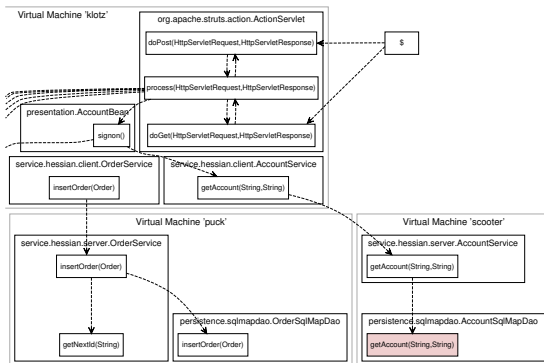 Virtual Machine 'klotz'
org.apache.struts.action.ActionServlet
doPost(HttpServletRequest,HttpServletResponse)
$
process(HttpServletRequest,HttpServletResponse)
presentation.AccountBean
signon()
doGet(HttpServletRequest,HttpServletResponse)
service.hessian.client.OrderService
service.hessian.client.AccountService
insertOrder(Order)
getAccount(String,String)
Virtual Machine 'puck'
Virtual Machine 'scooter'
service.hessian.server.OrderService
service.hessian.server.AccountService
insertOrder(Order)
getAccount(String,String)
persistence.sqlmapdao.OrderSqlMapDao
persistence.sqlmapdao.AccountSqlMapDao
getNextId(String)
insertOrder(Order)
getAccount(String,String)